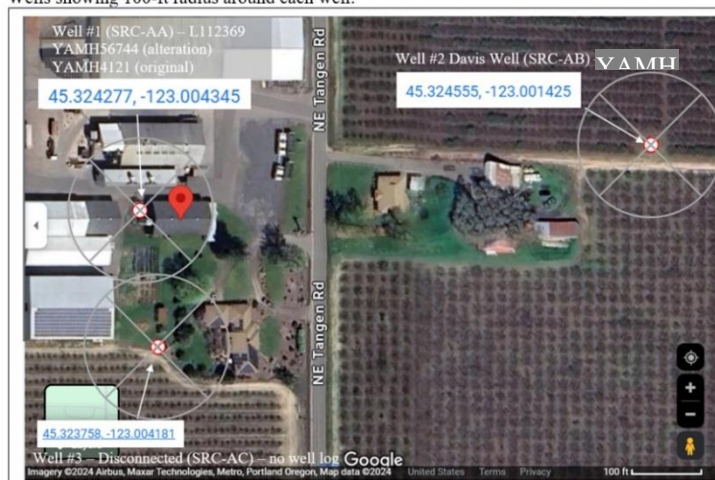 Wells showing 100-ft radius around each well.
Well #1 (SRC-AA) – L112369
YAMH56744 (alteration)
YAMH4121 (original)
45.324277, -123.004345
NE Tangen Rd
Well #2 Davis Well (SRC-AB) YAMH
45.324555, -123.001425
NE Tangen Rd
45.323758, -123.004181
Well #3 – Disconnected (SRC-AC) – no well log
Google
Imagery ©2024 Airbus, Maxar Technologies, Metro, Portland Oregon, Map data ©2024 United States Terms Privacy 100 ft